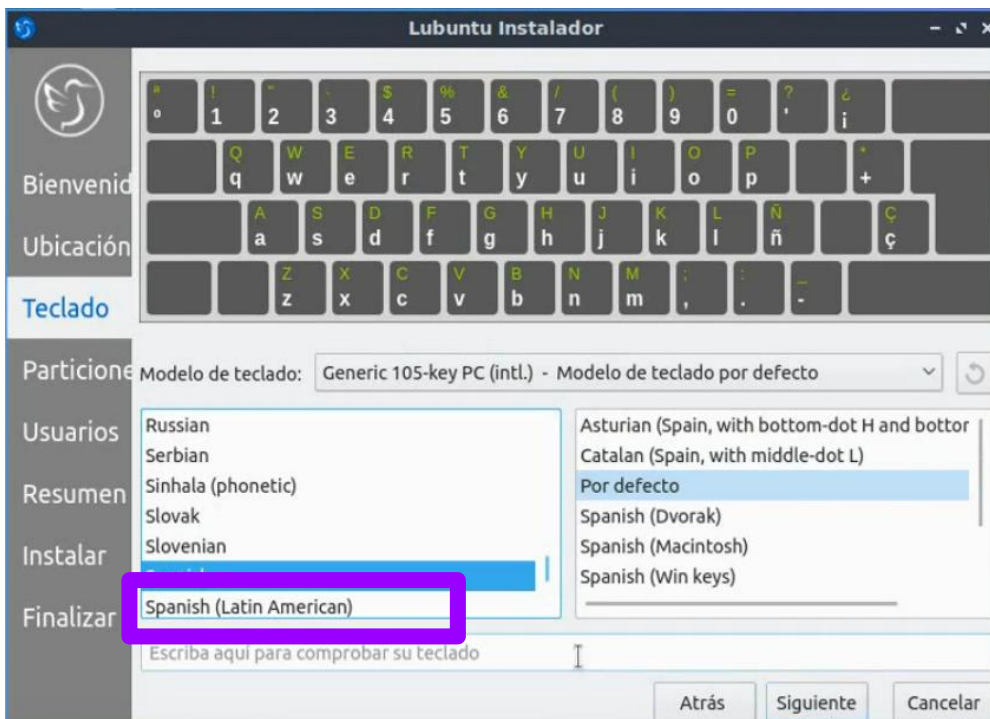 Lubuntu Instalador
ª ! " · $ % & / ( ) = ? ¿
º 1 2 3 4 5 6 7 8 9 0 ' ¡
Q W E R T Y U I O P *
q w e r t y u i o p +
A S D F G H J K L Ñ Ç
a s d f g h j k l ñ ç
Z X C V B N M ; : _
z x c v b n m , . -
Bienvenid
Ubicación
Teclado
Particione
Usuarios
Resumen
Instalar
Finalizar
Modelo de teclado: Generic 105-key PC (intl.) - Modelo de teclado por defecto
Russian
Serbian
Sinhala (phonetic)
Slovak
Slovenian
Spanish (Latin American)
Asturian (Spain, with bottom-dot H and bottor
Catalan (Spain, with middle-dot L)
Por defecto
Spanish (Dvorak)
Spanish (Macintosh)
Spanish (Win keys)
Escriba aquí para comprobar su teclado
Atrás Siguiente Cancelar